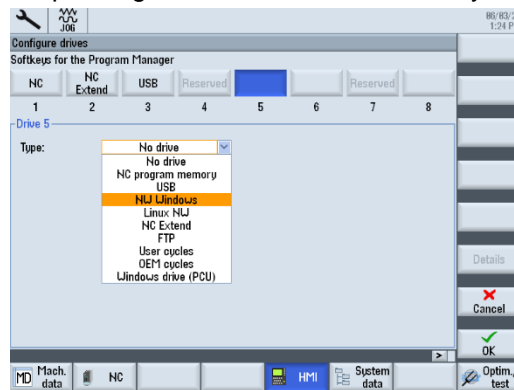 JOG
1:24 P
Configure drives
Softkeys for the Program Manager
NC
NC Extend
USB
Reserved
Reserved
1 2 3 4 5 6 7 8
Drive 5
Type:
No drive
No drive
NC program memory
USB
NW Windows
Linux NW
NC Extend
FTP
User cycles
OEM cycles
Windows drive (PCU)
Details
Cancel
OK
MD Mach. data
NC
HMI
System data
Optim./ test